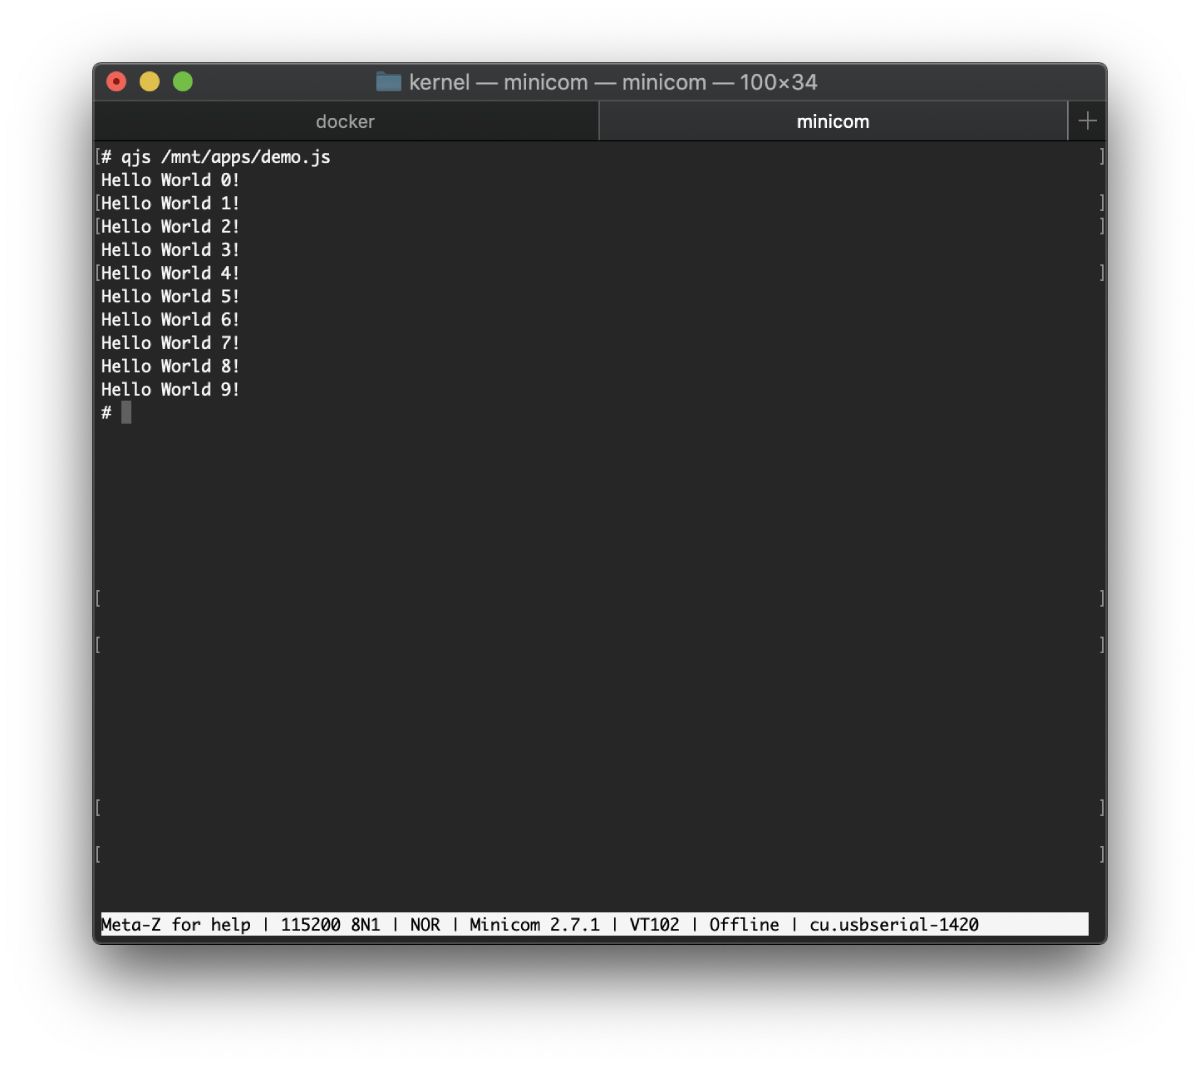 kernel — minicom — minicom — 100×34
docker
minicom
[# qjs /mnt/apps/demo.js ]
Hello World 0!
[Hello World 1! ]
[Hello World 2! ]
Hello World 3!
[Hello World 4! ]
Hello World 5!
Hello World 6!
Hello World 7!
Hello World 8!
Hello World 9!
#
[ ]
[ ]
[ ]
[ ]
Meta-Z for help | 115200 8N1 | NOR | Minicom 2.7.1 | VT102 | Offline | cu.usbserial-1420